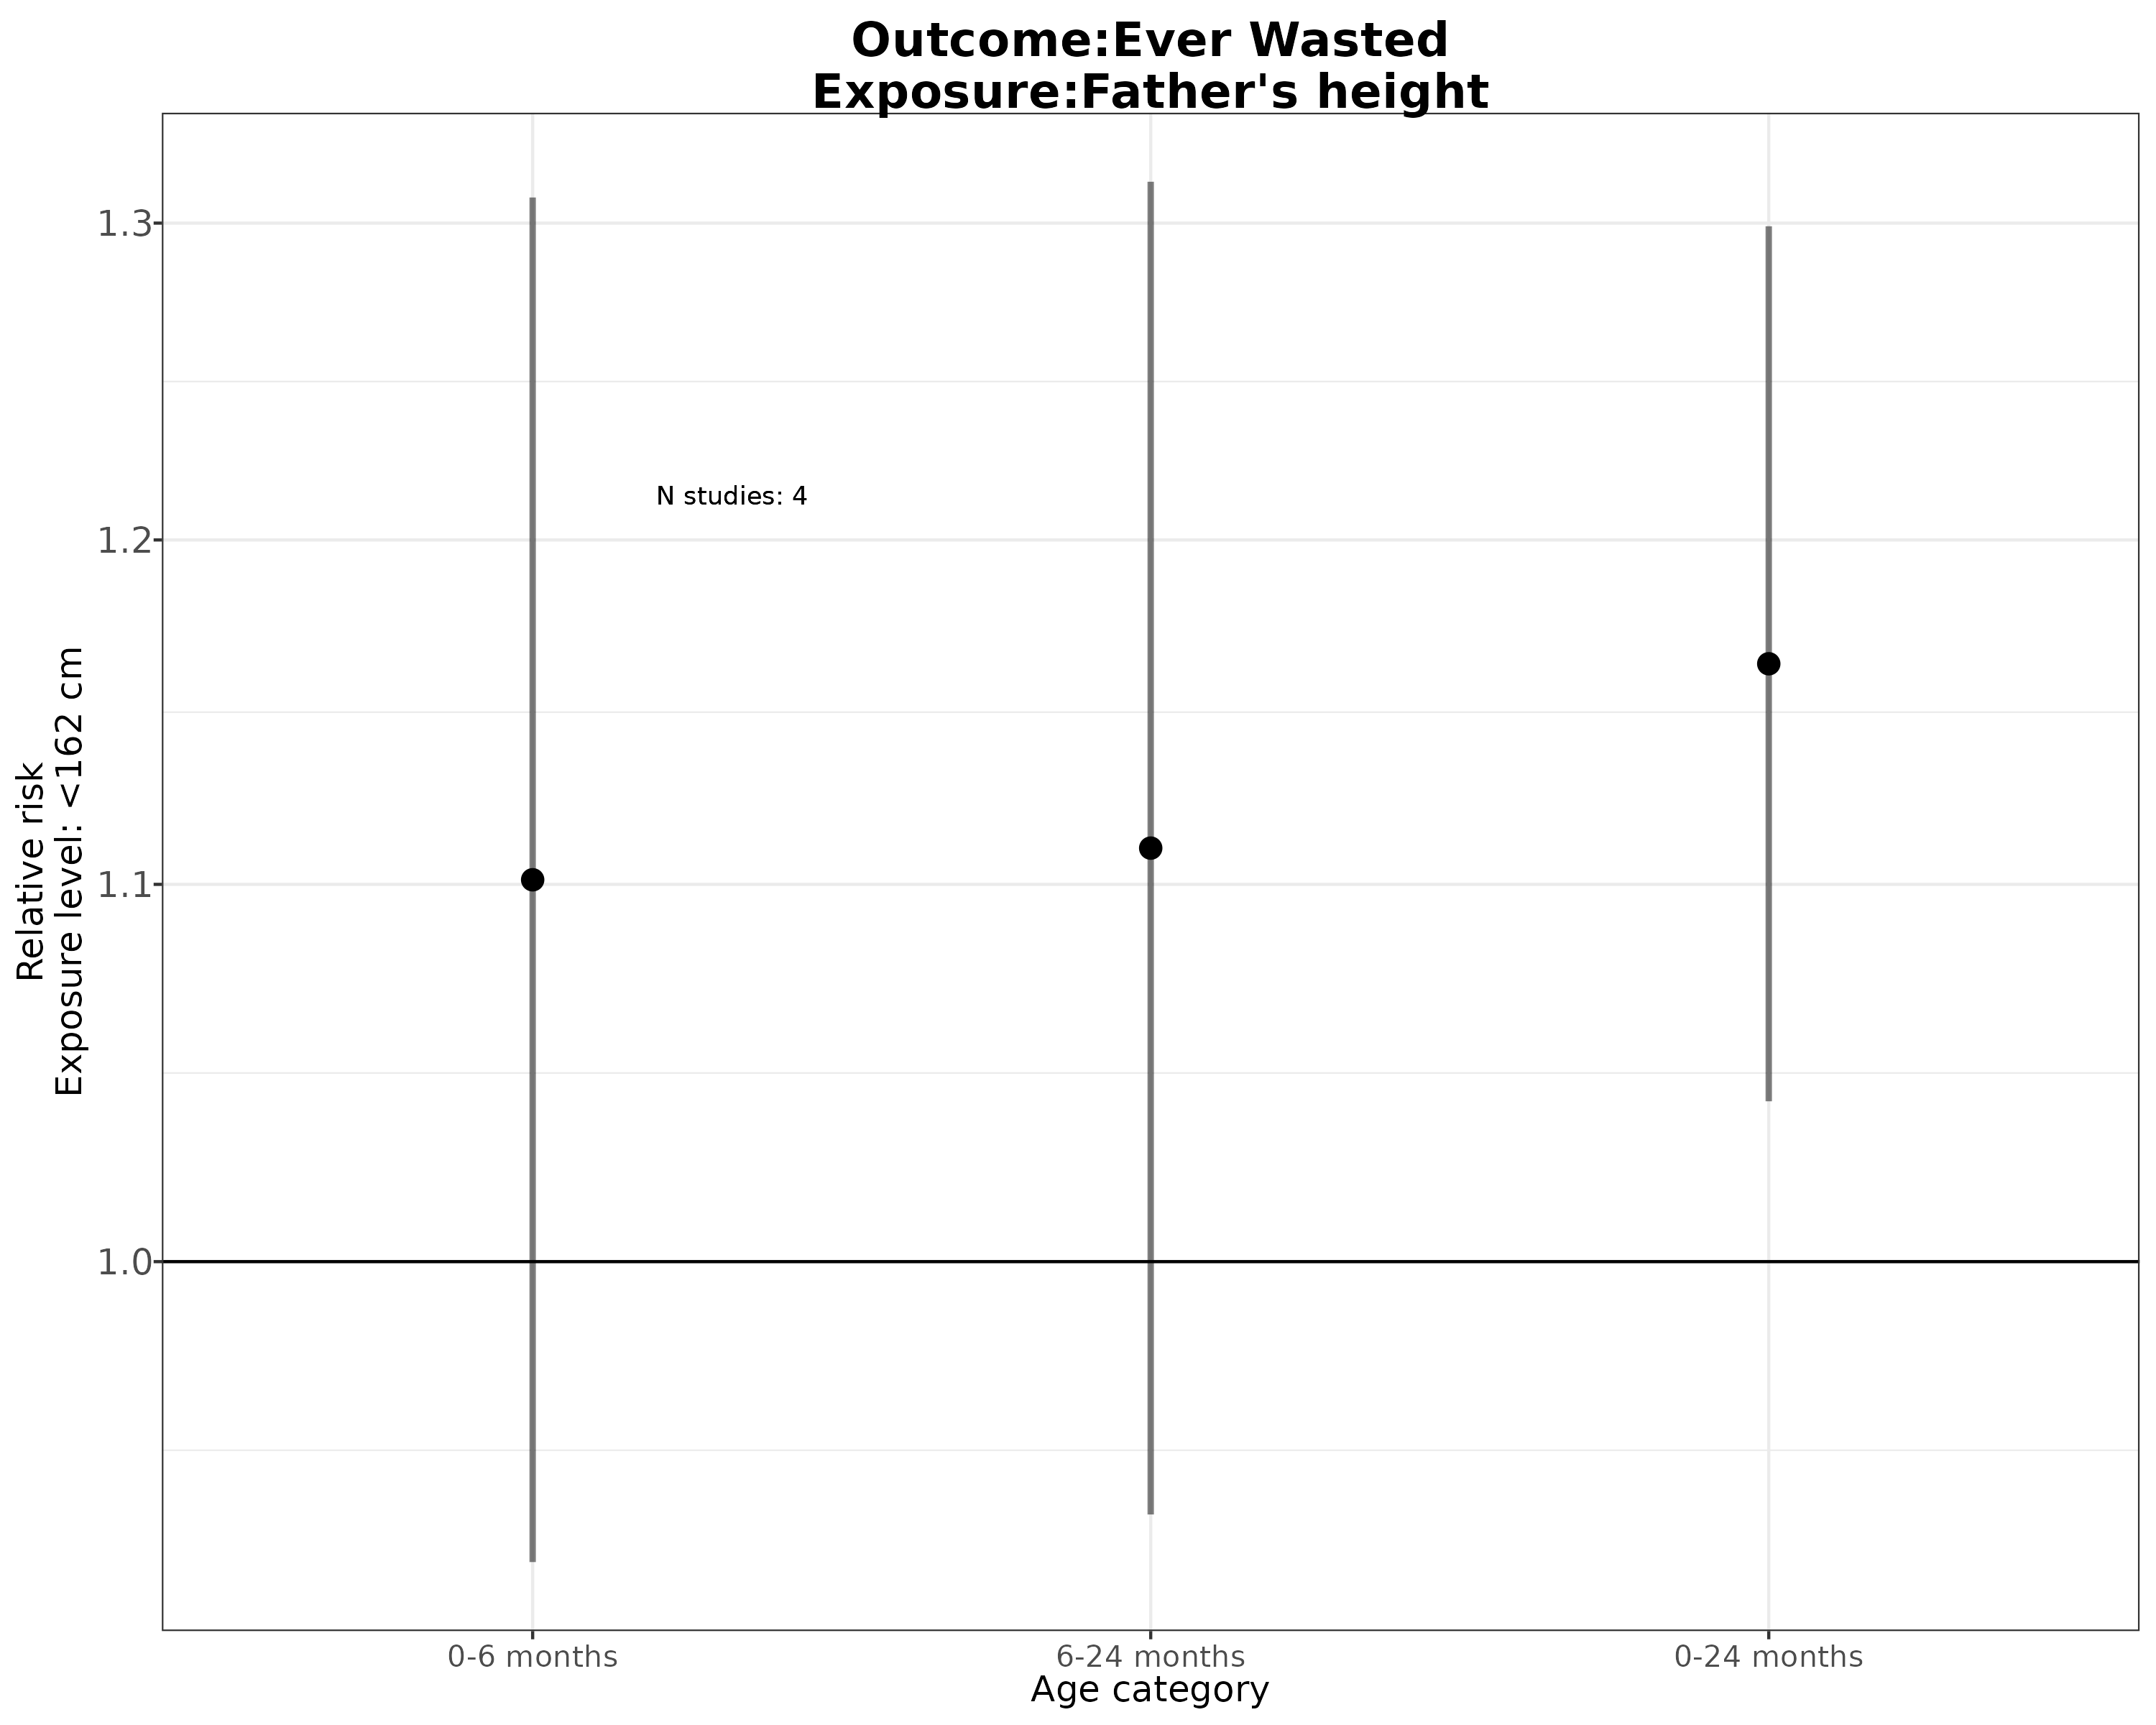 Outcome:Ever Wasted
Exposure:Father's height
Relative risk
Exposure level: <162 cm
1.3
1.2
1.1
1.0
N studies: 4
0-6 months
6-24 months
0-24 months
Age category